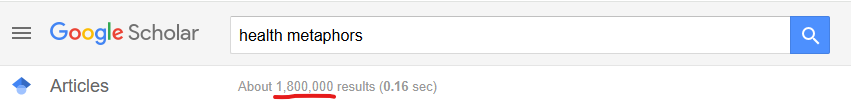 Google Scholar
health metaphors
Articles
About 1,800,000 results (0.16 sec)